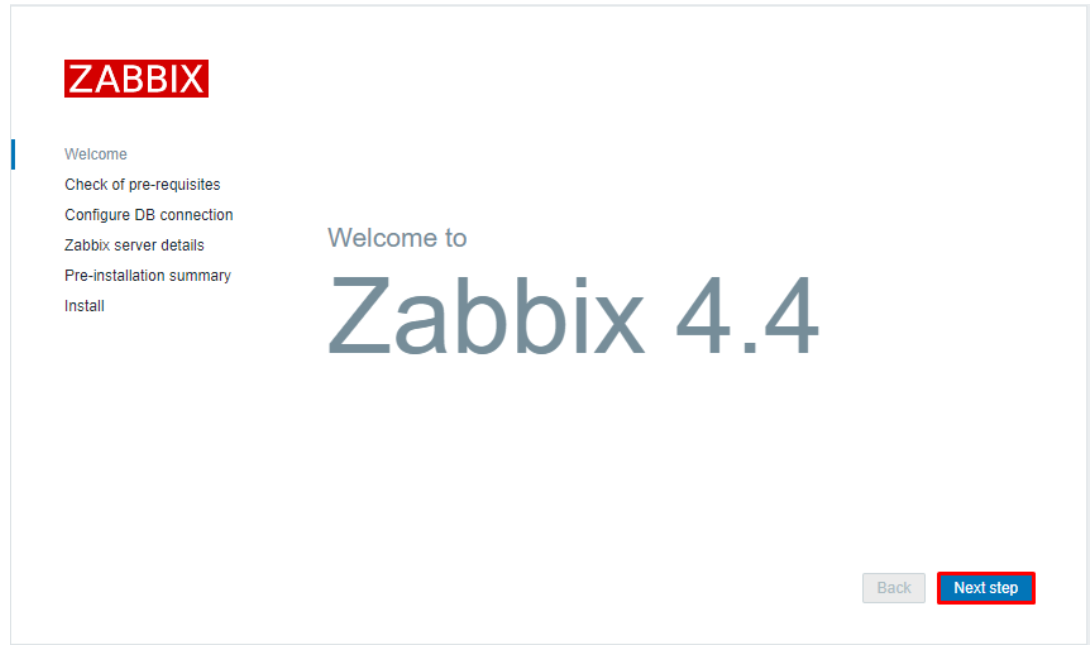 ZABBIX
Welcome
Check of pre-requisites
Configure DB connection
Zabbix server details
Pre-installation summary
Install
Welcome to
Zabbix 4.4
Back
Next step